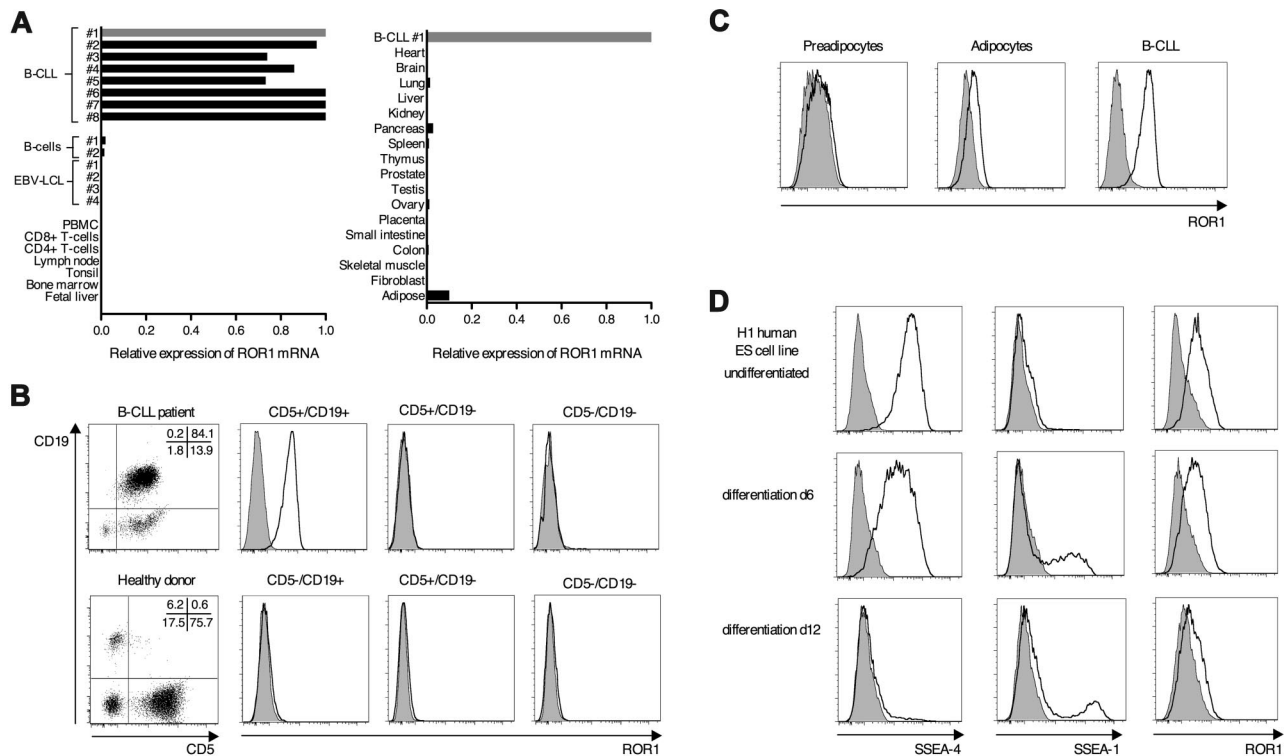 A
B-CLL
#1
#2
#3
#4
#5
#6
#7
#8
B-cells
#1
#2
EBV-LCL
#1
#2
#3
#4
PBMC
CD8+ T-cells
CD4+ T-cells
Lymph node
Tonsil
Bone marrow
Fetal liver
0.0 0.2 0.4 0.6 0.8 1.0
Relative expression of ROR1 mRNA
B-CLL #1
Heart
Brain
Lung
Liver
Kidney
Pancreas
Spleen
Thymus
Prostate
Testis
Ovary
Placenta
Small intestine
Colon
Skeletal muscle
Fibroblast
Adipose
0.0 0.2 0.4 0.6 0.8 1.0
Relative expression of ROR1 mRNA
B
B-CLL patient
CD5+/CD19+
CD5+/CD19-
CD5-/CD19-
CD19
0.2 84.1
1.8 13.9
Healthy donor
CD5-/CD19+
CD5+/CD19-
CD5-/CD19-
6.2 0.6
17.5 75.7
CD5
ROR1
C
Preadipocytes
Adipocytes
B-CLL
ROR1
D
H1 human
ES cell line
undifferentiated
differentiation d6
differentiation d12
SSEA-4
SSEA-1
ROR1